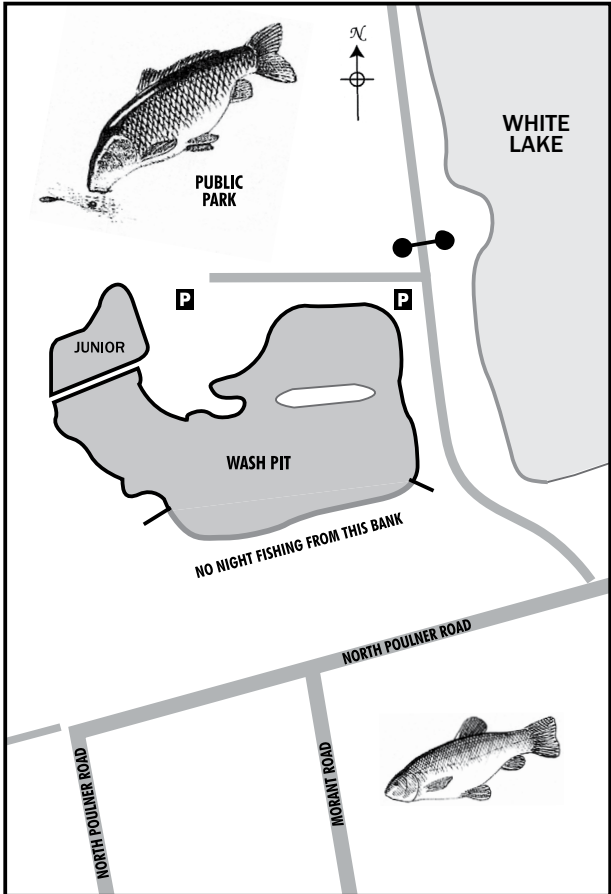 N
WHITE
LAKE
PUBLIC
PARK
P
P
JUNIOR
WASH PIT
NO NIGHT FISHING FROM THIS BANK
NORTH POULNER ROAD
NORTH POULNER ROAD
MORANT ROAD